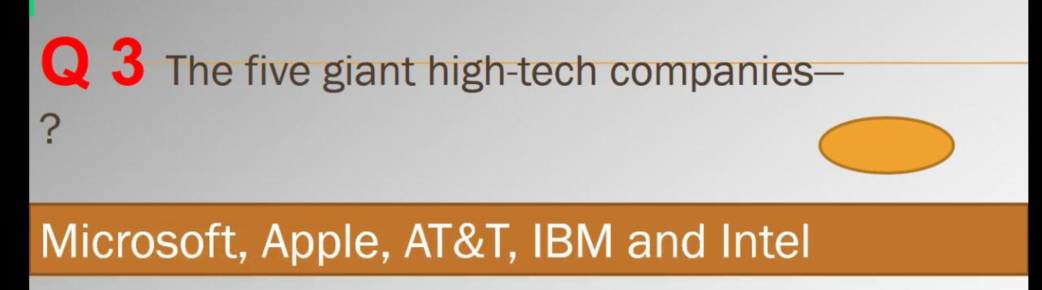 Q 3 The five giant high-tech companies—
?
Microsoft, Apple, AT&T, IBM and Intel